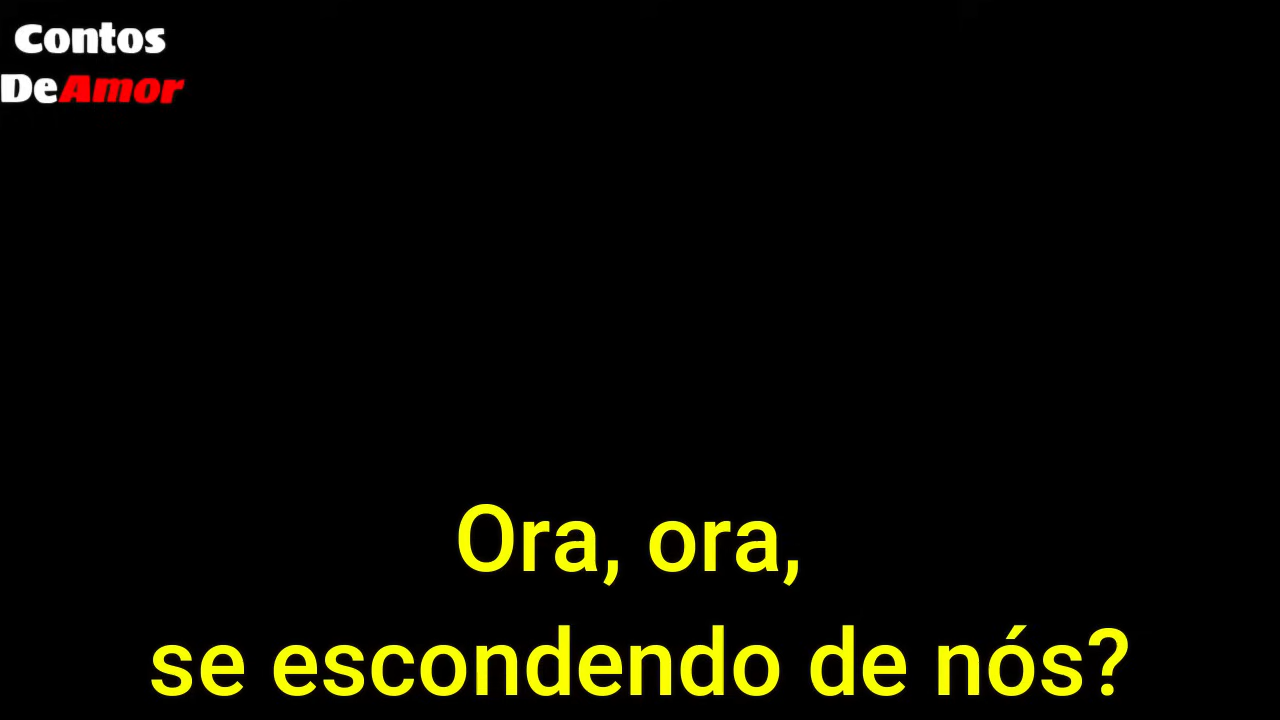 Contos
DeAmor
Ora, ora,
se escondendo de nós?